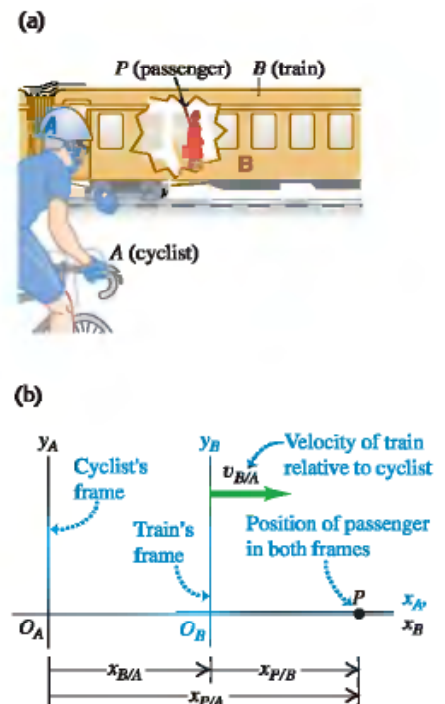 (a)
P (passenger)
B (train)
A
B
A (cyclist)
(b)
y_A
y_B
Velocity of train
relative to cyclist
Cyclist's
frame
v_B/A
Train's
frame
Position of passenger
in both frames
P
x_A,
x_B
O_A
O_B
x_B/A
x_P/B
x_P/A